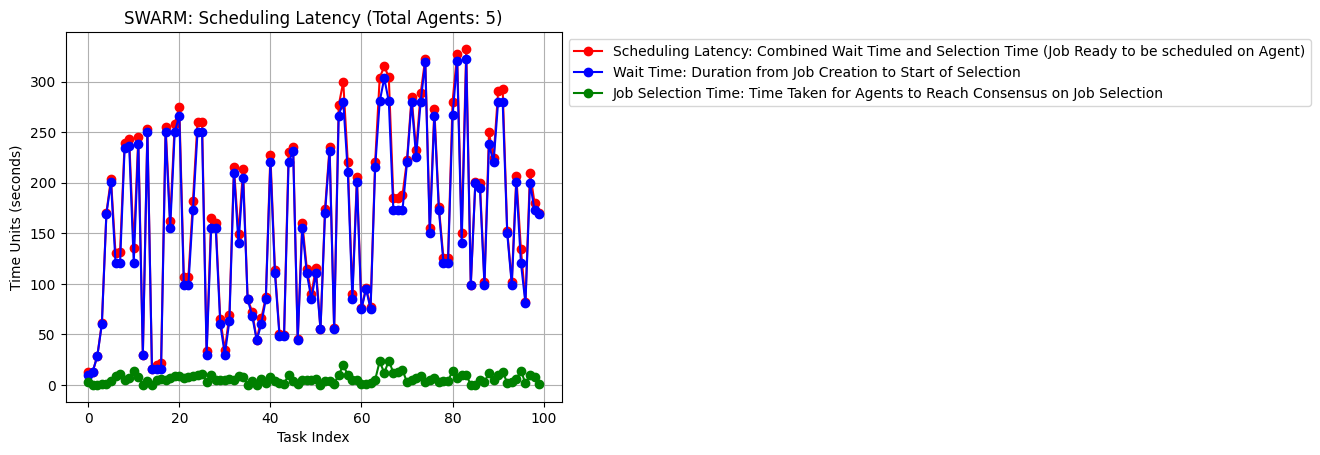 SWARM: Scheduling Latency (Total Agents: 5)
Scheduling Latency: Combined Wait Time and Selection Time (Job Ready to be scheduled on Agent)
Wait Time: Duration from Job Creation to Start of Selection
Job Selection Time: Time Taken for Agents to Reach Consensus on Job Selection
Time Units (seconds)
300
250
200
150
100
50
0
0 20 40 60 80 100
Task Index